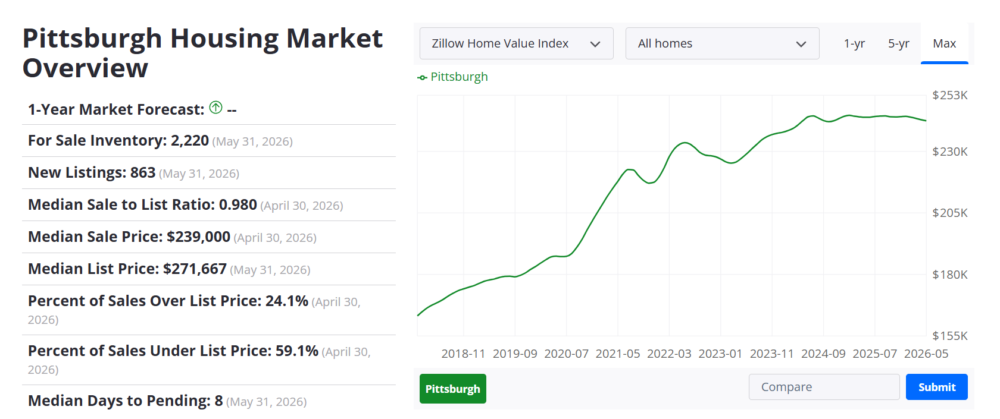 Pittsburgh Housing Market
Overview
1-Year Market Forecast: --
For Sale Inventory: 2,220 (May 31, 2026)
New Listings: 863 (May 31, 2026)
Median Sale to List Ratio: 0.980 (April 30, 2026)
Median Sale Price: $239,000 (April 30, 2026)
Median List Price: $271,667 (May 31, 2026)
Percent of Sales Over List Price: 24.1% (April 30,
2026)
Percent of Sales Under List Price: 59.1% (April 30,
2026)
Median Days to Pending: 8 (May 31, 2026)
Zillow Home Value Index
All homes
1-yr
5-yr
Max
Pittsburgh
$253K
$230K
$205K
$180K
$155K
2018-11 2019-09 2020-07 2021-05 2022-03 2023-01 2023-11 2024-09 2025-07 2026-05
Pittsburgh
Compare
Submit